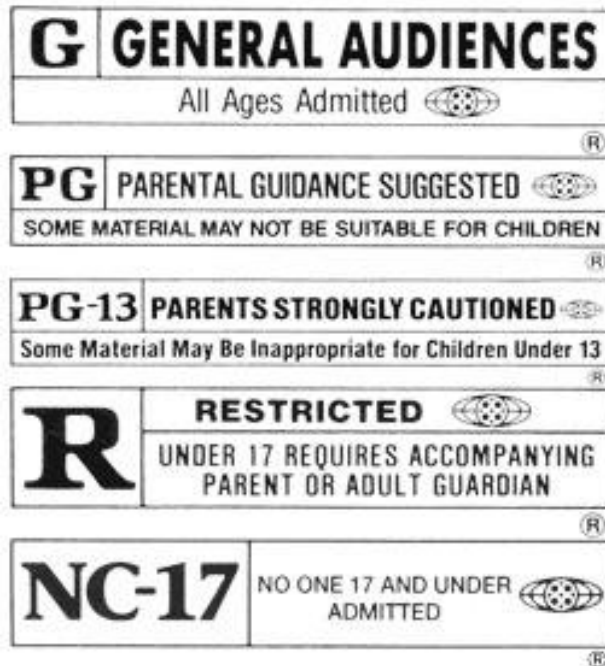 G GENERAL AUDIENCES
All Ages Admitted
®
PG PARENTAL GUIDANCE SUGGESTED
SOME MATERIAL MAY NOT BE SUITABLE FOR CHILDREN
®
PG-13 PARENTS STRONGLY CAUTIONED
Some Material May Be Inappropriate for Children Under 13
®
R RESTRICTED
UNDER 17 REQUIRES ACCOMPANYING
PARENT OR ADULT GUARDIAN
®
NC-17 NO ONE 17 AND UNDER
ADMITTED
®